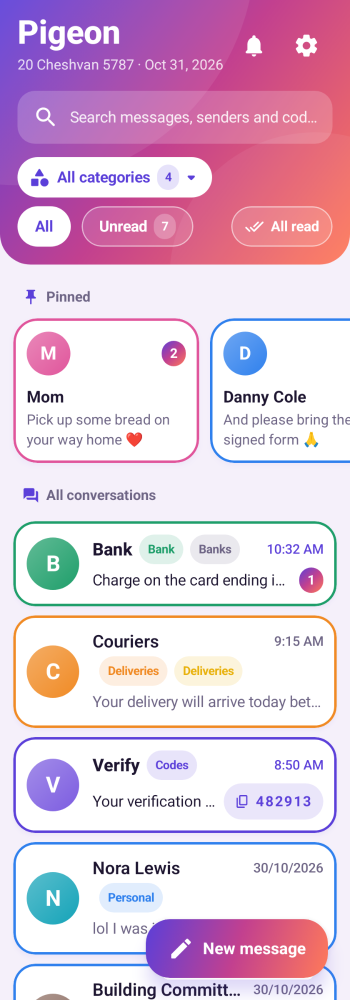 Pigeon
20 Cheshvan 5787 · Oct 31, 2026
Search messages, senders and cod...
All categories 4
All
Unread 7
All read
Pinned
M
2
Mom
Pick up some bread on
your way home ❤️
D
Danny Cole
And please bring the
signed form 🙏
All conversations
B
Bank Bank Banks 10:32 AM
Charge on the card ending i... 1
C
Couriers 9:15 AM
Deliveries Deliveries
Your delivery will arrive today bet...
V
Verify Codes 8:50 AM
Your verification ... 482913
N
Nora Lewis 30/10/2026
Personal
lol I was
New message
Building Committ... 30/10/2026